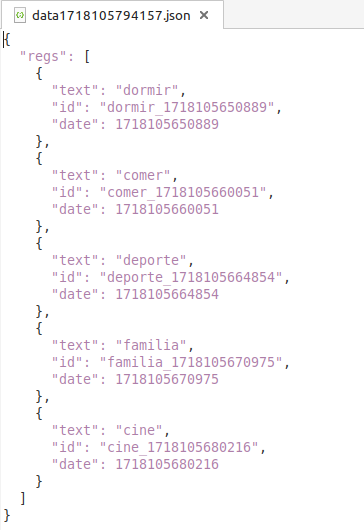 data1718105794157.json ×
{
  "regs": [
    {
      "text": "dormir",
      "id": "dormir_1718105650889",
      "date": 1718105650889
    },
    {
      "text": "comer",
      "id": "comer_1718105660051",
      "date": 1718105660051
    },
    {
      "text": "deporte",
      "id": "deporte_1718105664854",
      "date": 1718105664854
    },
    {
      "text": "familia",
      "id": "familia_1718105670975",
      "date": 1718105670975
    },
    {
      "text": "cine",
      "id": "cine_1718105680216",
      "date": 1718105680216
    }
  ]
}